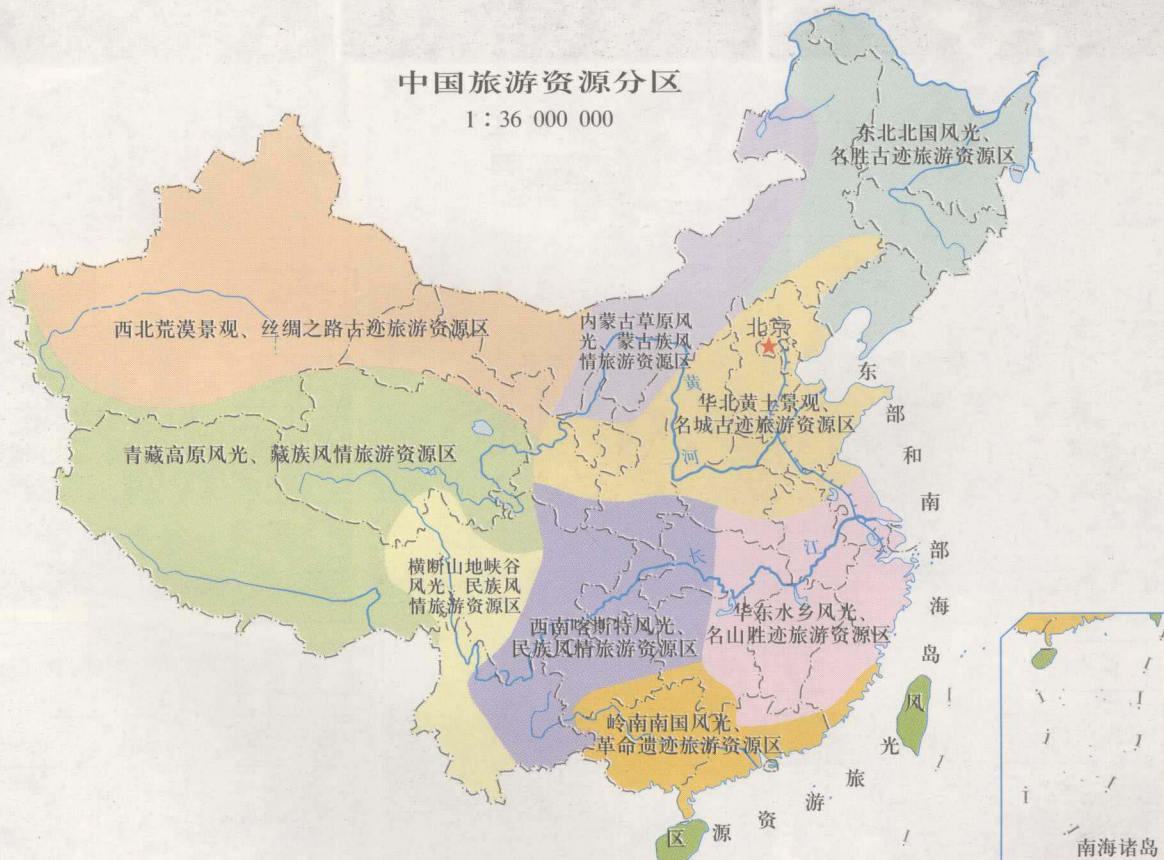 中国旅游资源分区
1：36 000 000
东北北国风光、
名胜古迹旅游资源区
西北荒漠景观、丝绸之路古迹旅游资源区
内蒙古草原风
光、蒙古族风
情旅游资源区
北京
黄
河
华北黄土景观、
名城古迹旅游资源区
青藏高原风光、藏族风情旅游资源区
横断山地峡谷
风光、民族风
情旅游资源区
长
江
西南喀斯特风光、
民族风情旅游资源区
华东水乡风光、
名山胜迹旅游资源区
岭南南国风光、
革命遗迹旅游资源区
东
部
和
南
部
海
岛
风
光
旅
游
资
源
区
南海诸岛